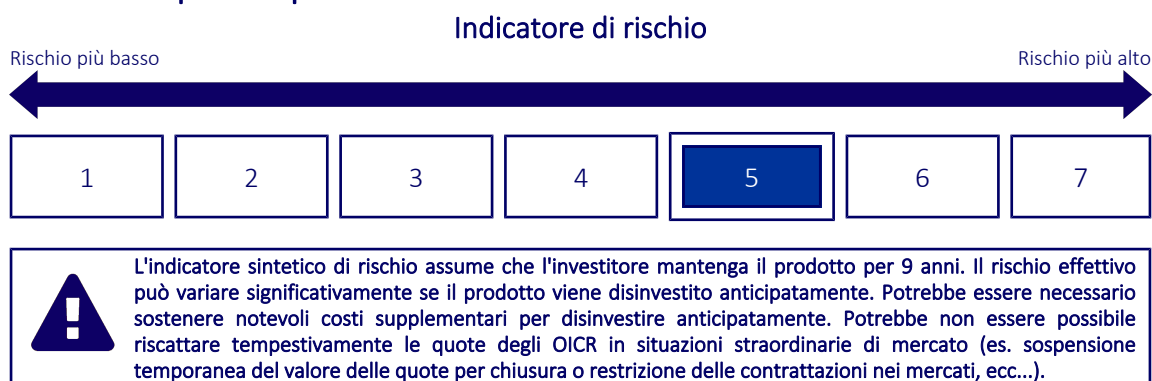 Indicatore di rischio
Rischio più basso
Rischio più alto
1 2 3 4 5 6 7
L'indicatore sintetico di rischio assume che l'investitore mantenga il prodotto per 9 anni. Il rischio effettivo
può variare significativamente se il prodotto viene disinvestito anticipatamente. Potrebbe essere necessario
sostenere notevoli costi supplementari per disinvestire anticipatamente. Potrebbe non essere possibile
riscattare tempestivamente le quote degli OICR in situazioni straordinarie di mercato (es. sospensione
temporanea del valore delle quote per chiusura o restrizione delle contrattazioni nei mercati, ecc...).